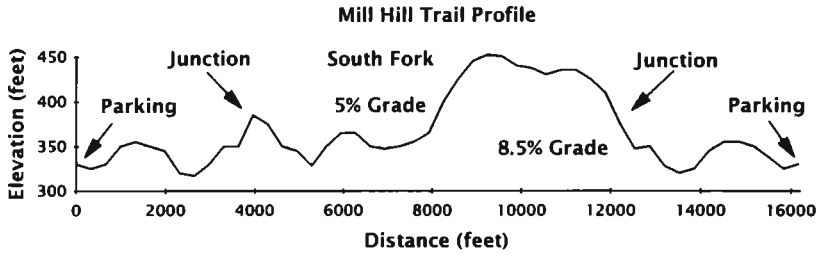 Mill Hill Trail Profile
Elevation (feet)
450
400
350
300
Parking
Junction
South Fork
5% Grade
8.5% Grade
Junction
Parking
0 2000 4000 6000 8000 10000 12000 14000 16000
Distance (feet)